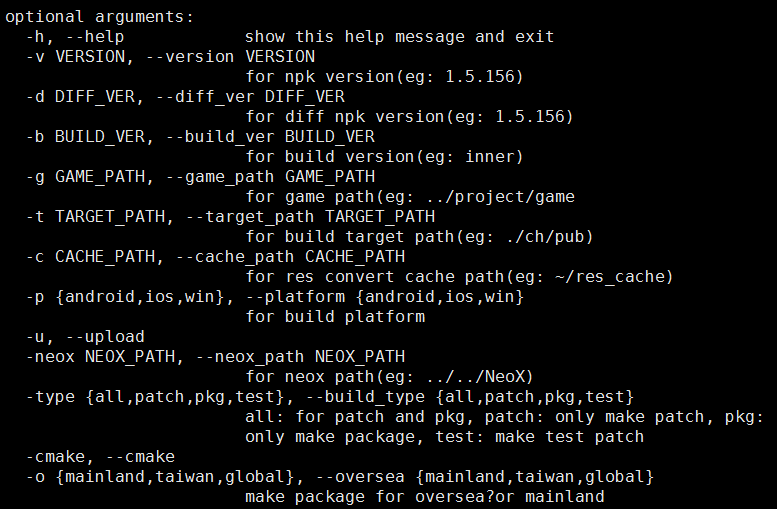 optional arguments:
-h, --help show this help message and exit
-v VERSION, --version VERSION
for npk version(eg: 1.5.156)
-d DIFF_VER, --diff_ver DIFF_VER
for diff npk version(eg: 1.5.156)
-b BUILD_VER, --build_ver BUILD_VER
for build version(eg: inner)
-g GAME_PATH, --game_path GAME_PATH
for game path(eg: ../project/game
-t TARGET_PATH, --target_path TARGET_PATH
for build target path(eg: ./ch/pub)
-c CACHE_PATH, --cache_path CACHE_PATH
for res convert cache path(eg: ~/res_cache)
-p {android,ios,win}, --platform {android,ios,win}
for build platform
-u, --upload
-neox NEOX_PATH, --neox_path NEOX_PATH
for neox path(eg: ../../NeoX)
-type {all,patch,pkg,test}, --build_type {all,patch,pkg,test}
all: for patch and pkg, patch: only make patch, pkg:
only make package, test: make test patch
-cmake, --cmake
-o {mainland,taiwan,global}, --oversea {mainland,taiwan,global}
make package for oversea?or mainland